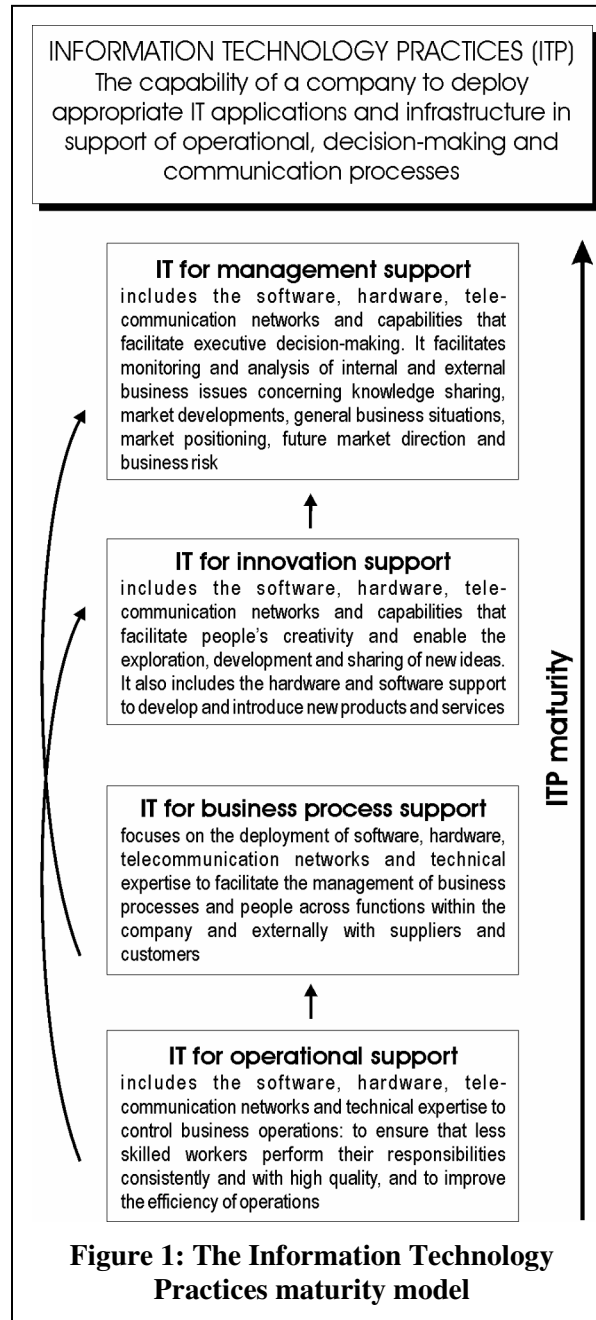 INFORMATION TECHNOLOGY PRACTICES (ITP)
The capability of a company to deploy
appropriate IT applications and infrastructure in
support of operational, decision-making and
communication processes
IT for management support
includes the software, hardware, tele-
communication networks and capabilities that
facilitate executive decision-making. It facilitates
monitoring and analysis of internal and external
business issues concerning knowledge sharing,
market developments, general business situations,
market positioning, future market direction and
business risk
IT for innovation support
includes the software, hardware, tele-
communication networks and capabilities that
facilitate people's creativity and enable the
exploration, development and sharing of new ideas.
It also includes the hardware and software support
to develop and introduce new products and services
IT for business process support
focuses on the deployment of software, hardware,
telecommunication networks and technical
expertise to facilitate the management of business
processes and people across functions within the
company and externally with suppliers and
customers
IT for operational support
includes the software, hardware, tele-
communication networks and technical expertise to
control business operations: to ensure that less
skilled workers perform their responsibilities
consistently and with high quality, and to improve
the efficiency of operations
ITP maturity
Figure 1: The Information Technology
Practices maturity model